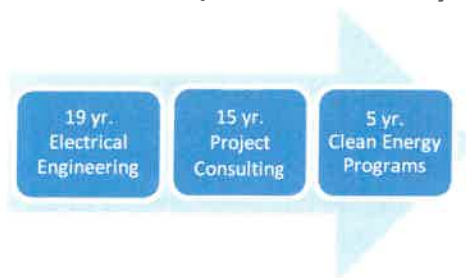 19 yr.
Electrical
Engineering
15 yr.
Project
Consulting
5 yr.
Clean Energy
Programs